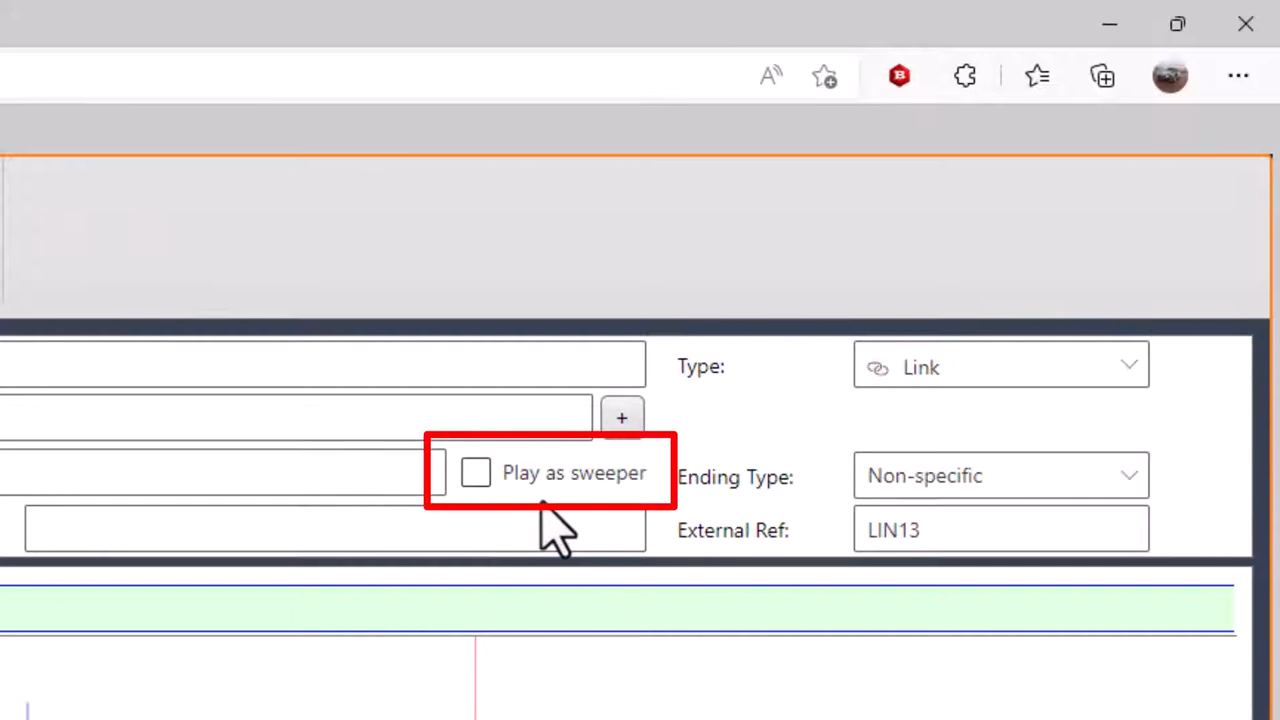 A
B
Type:
Link
+
Play as sweeper
Ending Type:
Non-specific
External Ref:
LIN13